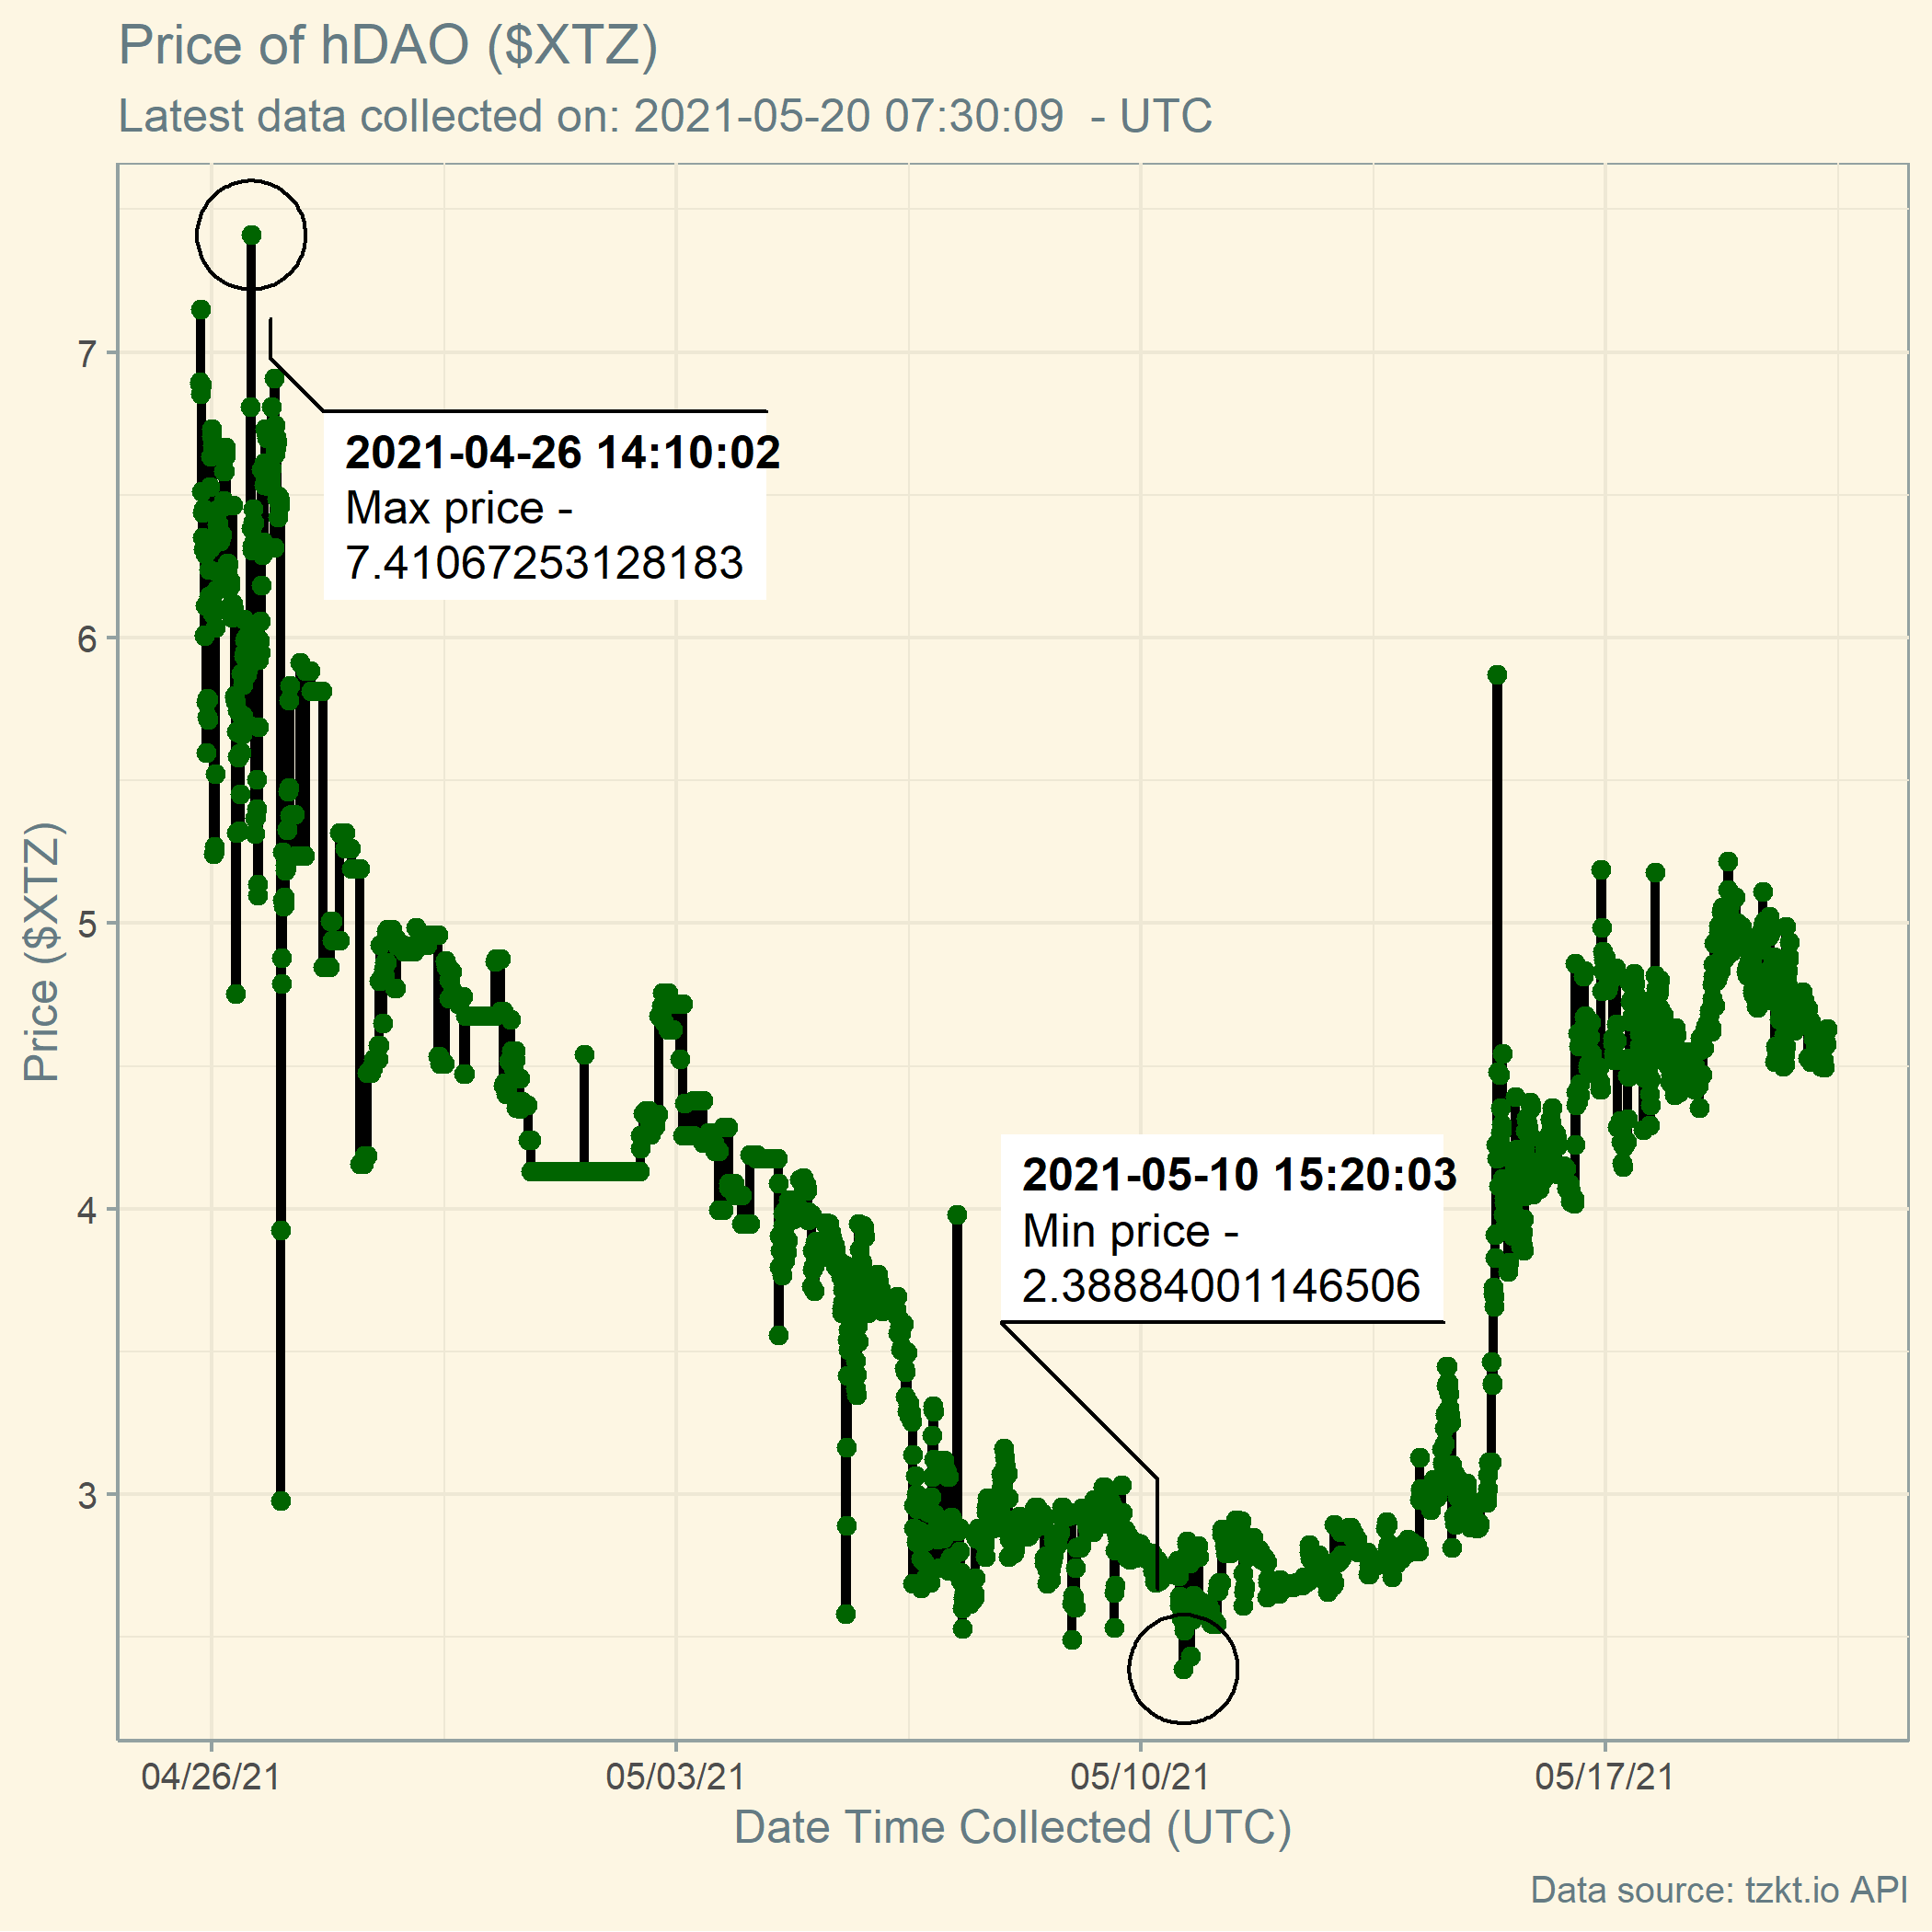 Price of hDAO ($XTZ)
Latest data collected on: 2021-05-20 07:30:09  - UTC
7
6
5
4
3
Price ($XTZ)
2021-04-26 14:10:02
Max price -
7.41067253128183
2021-05-10 15:20:03
Min price -
2.38884001146506
04/26/21
05/03/21
05/10/21
05/17/21
Date Time Collected (UTC)
Data source: tzkt.io API